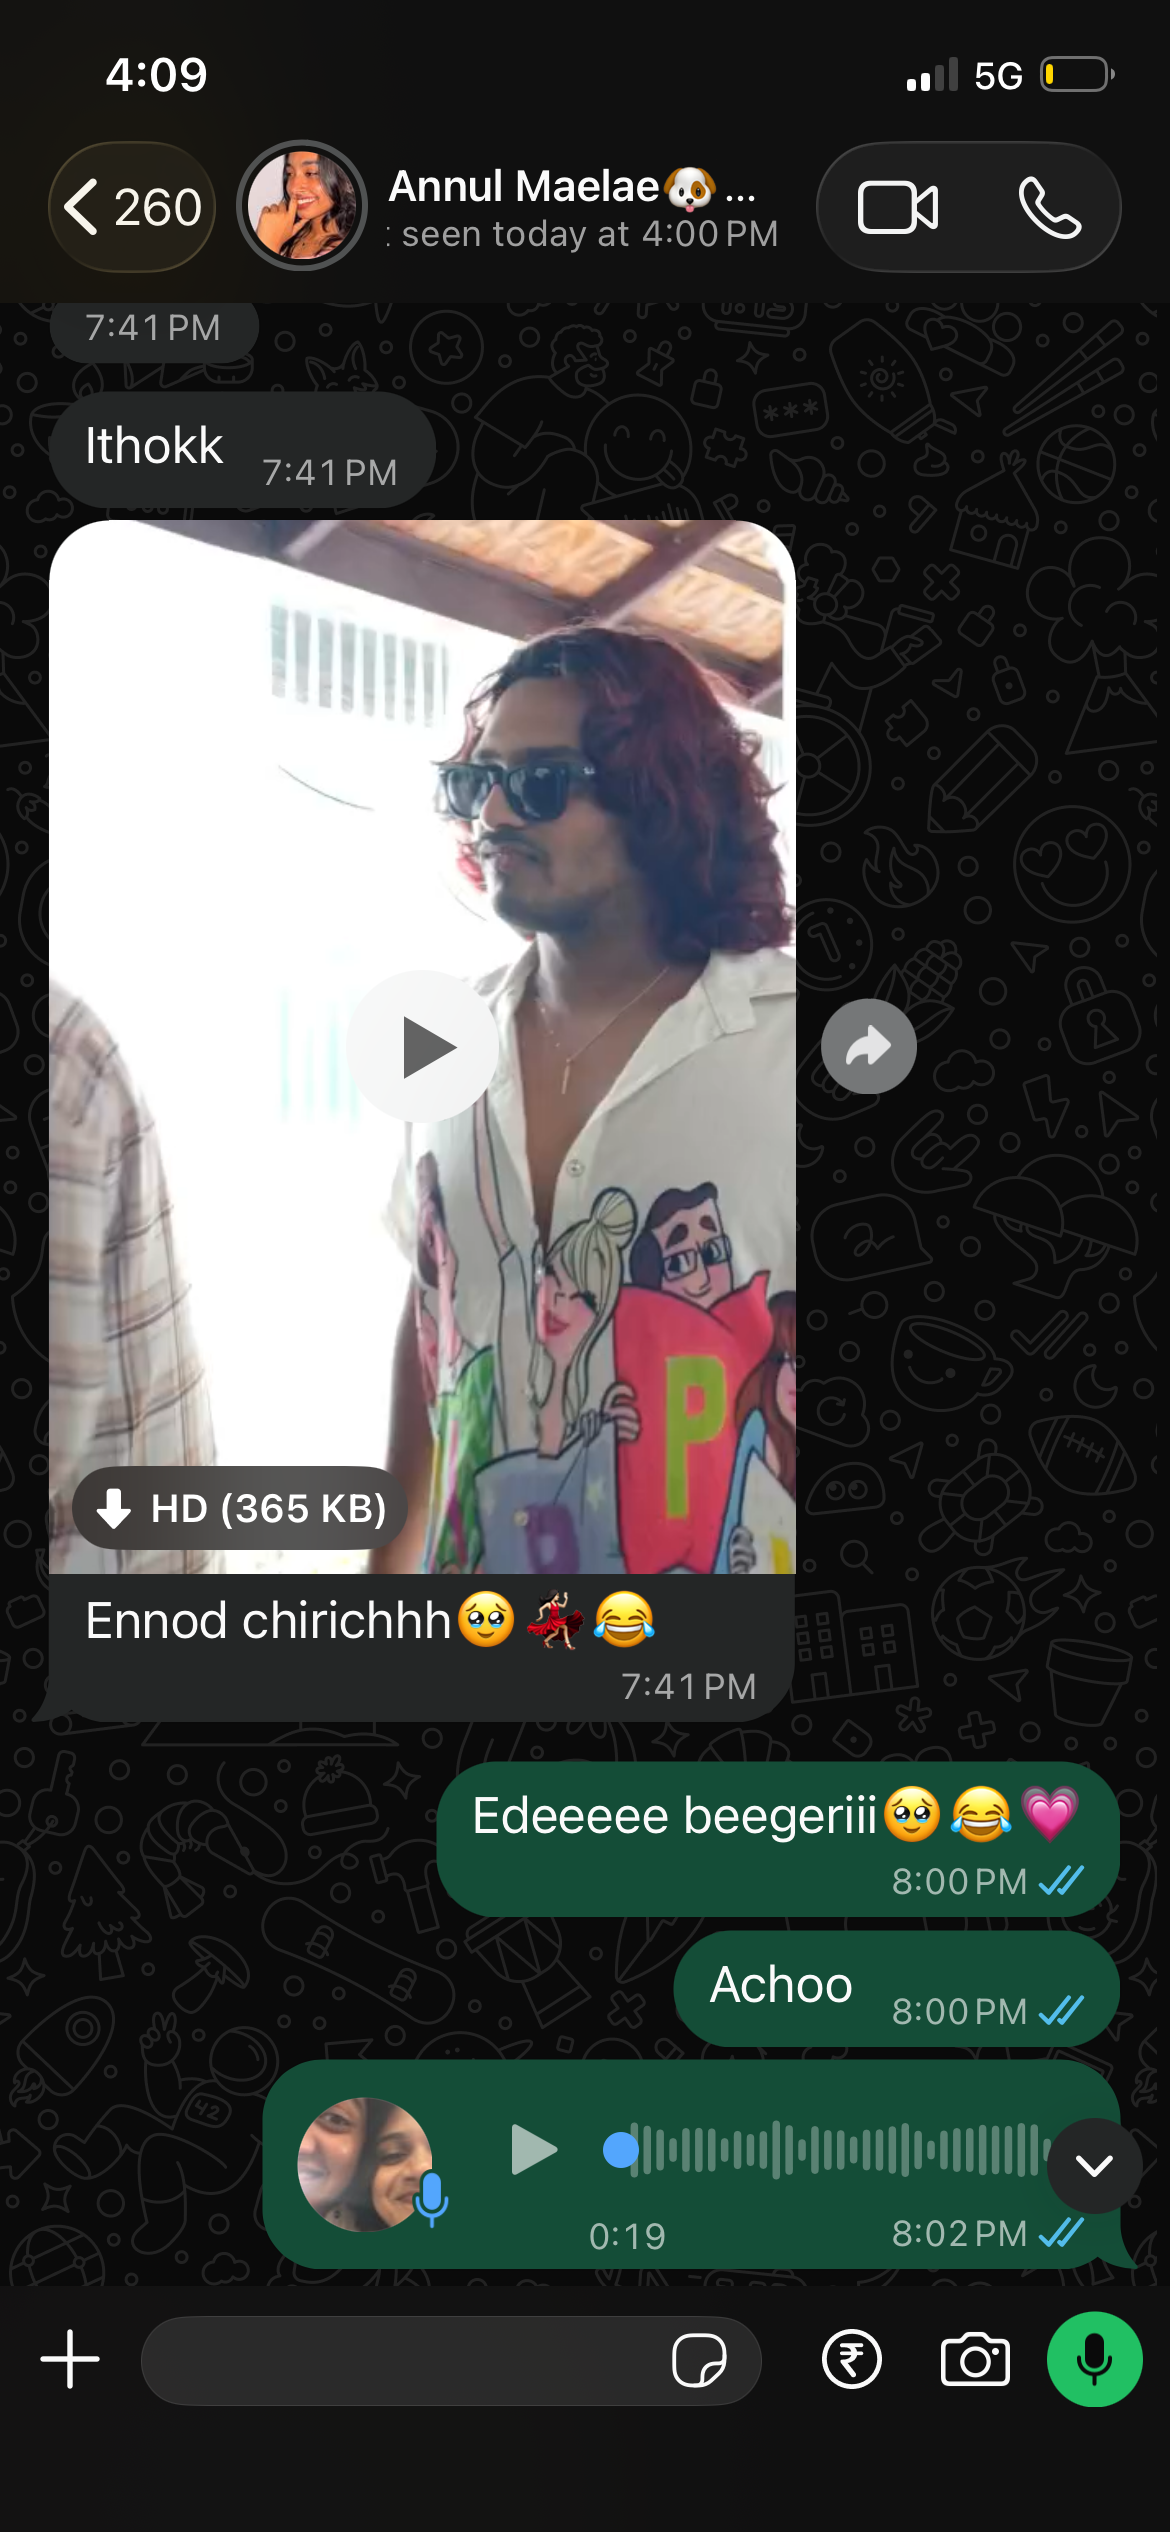 4:09
5G
260
Annul Maelae🐶...
: seen today at 4:00 PM
7:41 PM
Ithokk
7:41 PM
P
HD (365 KB)
Ennod chirichhh🥹💃🏿😂
7:41 PM
Edeeeee beegeriii🥹😂💗
8:00 PM
Achoo
8:00 PM
0:19
8:02 PM